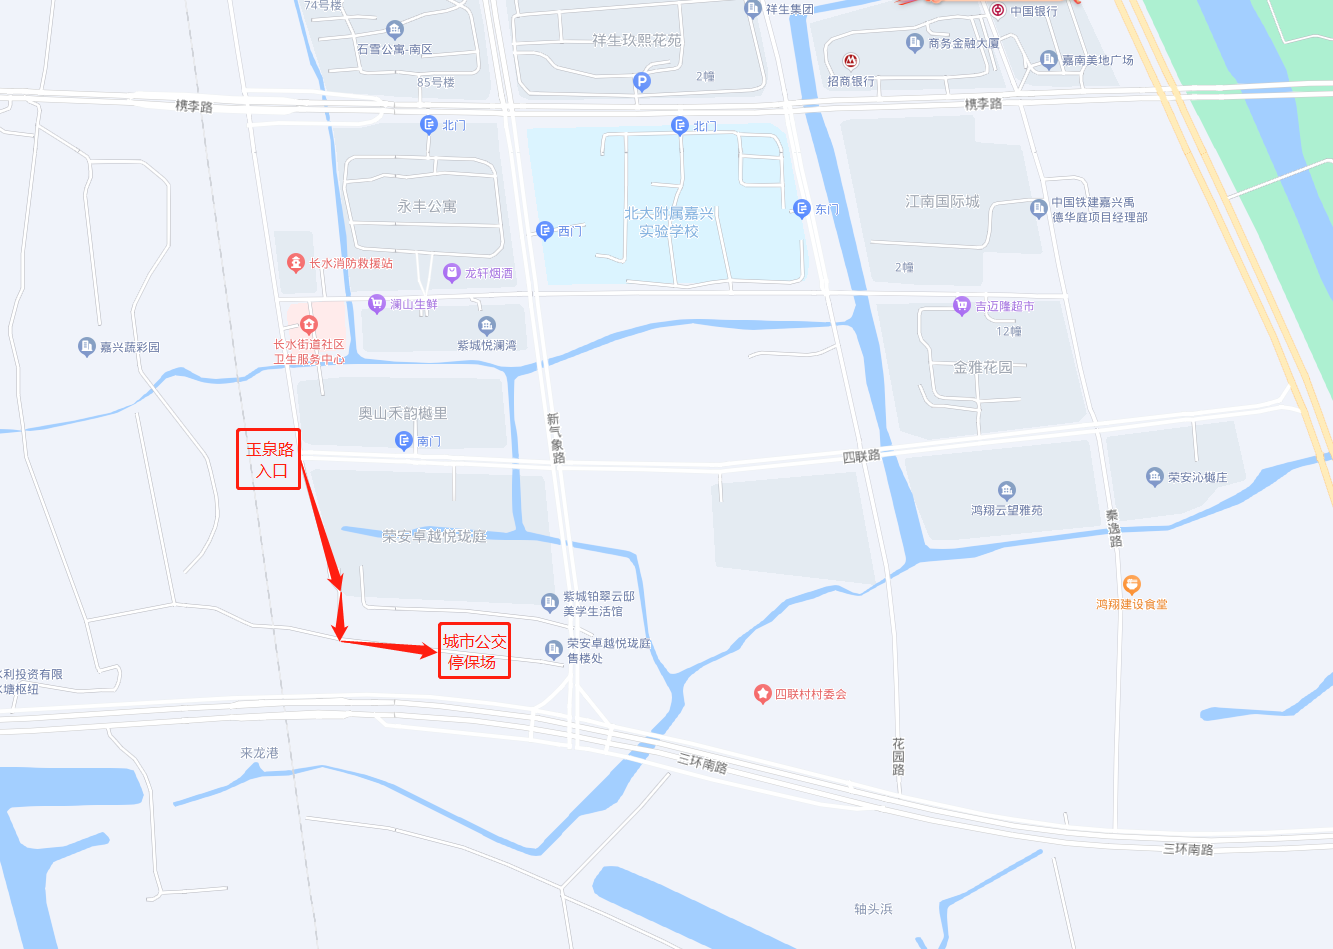 74号楼
祥生集团
中国银行
石雪公寓-南区
祥生玖熙花苑
商务金融大厦
嘉南美地广场
85号楼
2幢
招商银行
槜李路
槜李路
北门
北门
永丰公寓
北大附属嘉兴
实验学校
东门
西门
江南国际城
中国铁建嘉兴禹
德华庭项目经理部
长水消防救援站
龙轩烟酒
2幢
澜山生鲜
吉迈隆超市
12幢
长水街道社区
卫生服务中心
紫城悦澜湾
嘉兴蔬彩园
金雅花园
奥山禾韵樾里
南门
新气象路
玉泉路
入口
四联路
荣安沁樾庄
鸿翔云望雅苑
秦逸路
荣安卓越悦珑庭
紫城铂翠云邸
美学生活馆
鸿翔建设食堂
城市公交
停保场
荣安卓越悦珑庭
售楼处
水利投资有限
水塘枢纽
四联村村委会
来龙港
三环南路
花园路
三环南路
轴头浜